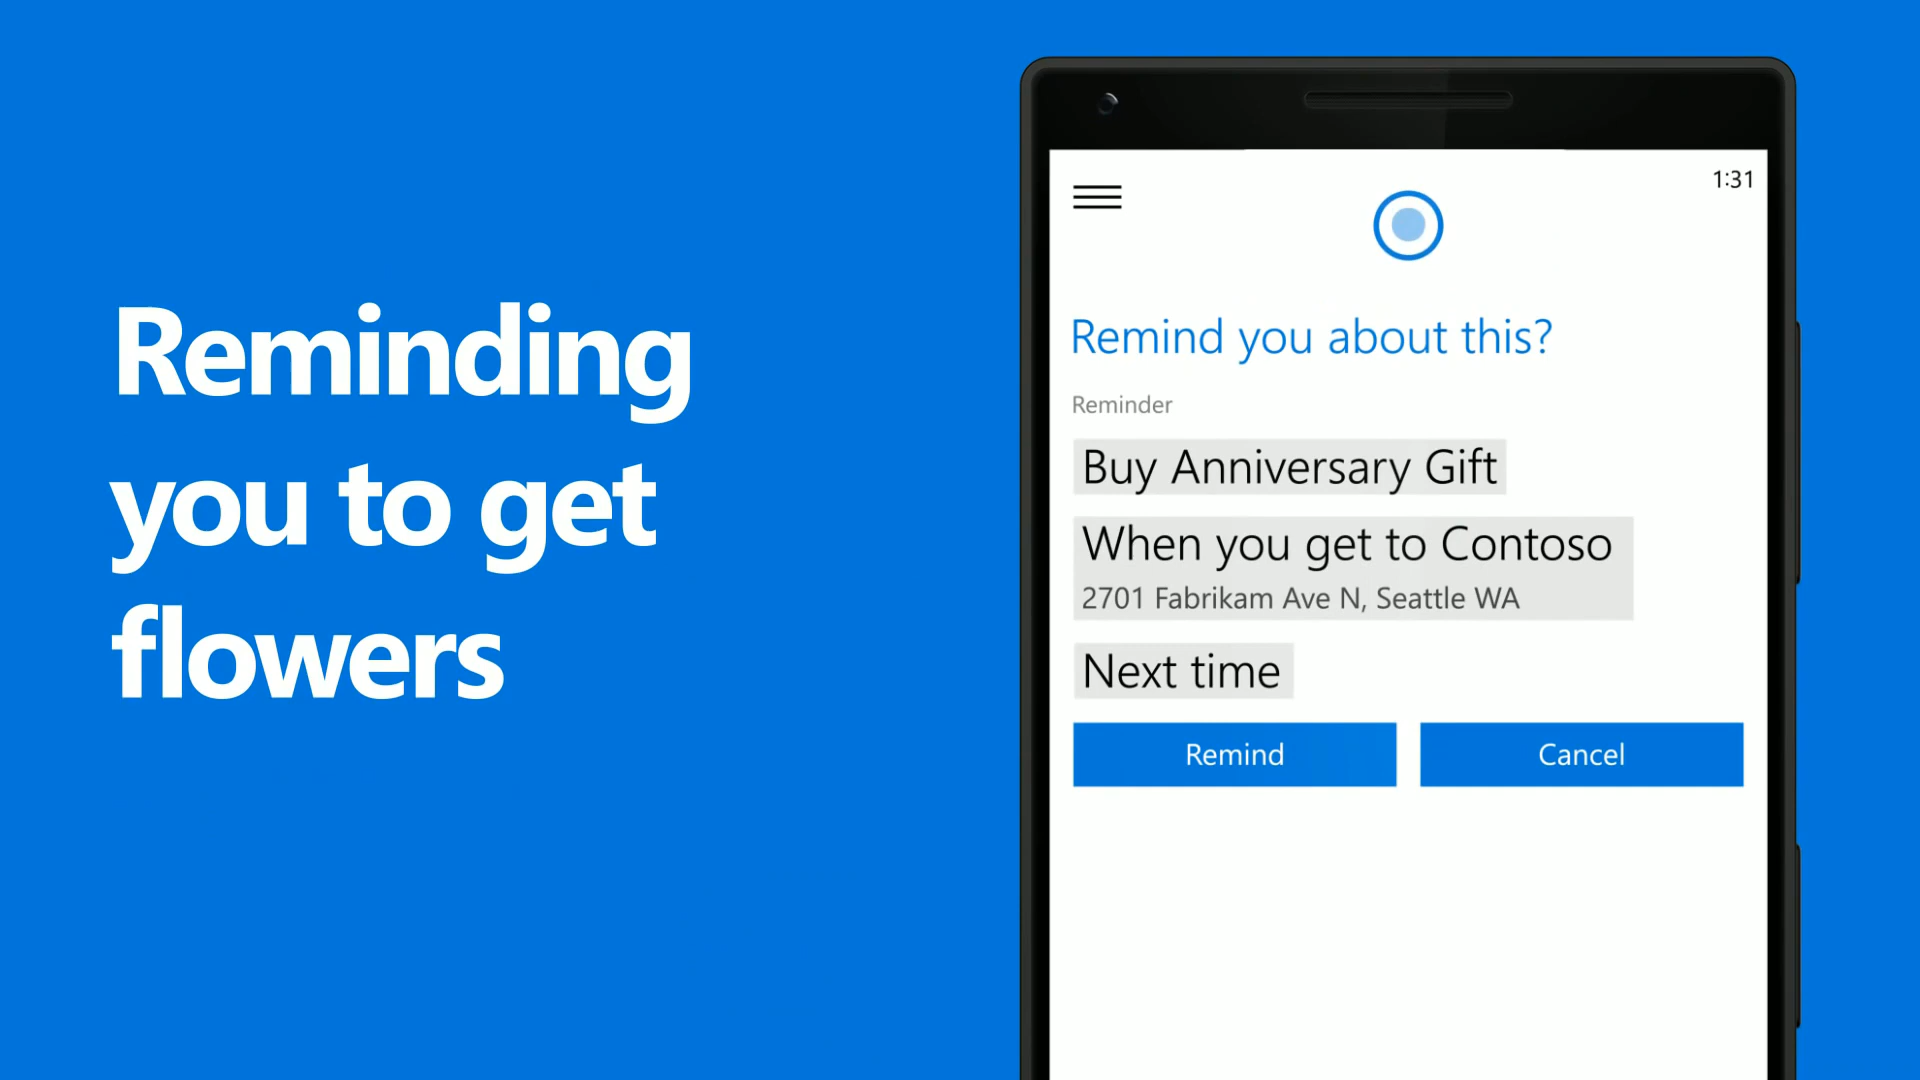 Reminding
you to get
flowers
1:31
Remind you about this?
Reminder
Buy Anniversary Gift
When you get to Contoso
2701 Fabrikam Ave N, Seattle WA
Next time
Remind
Cancel